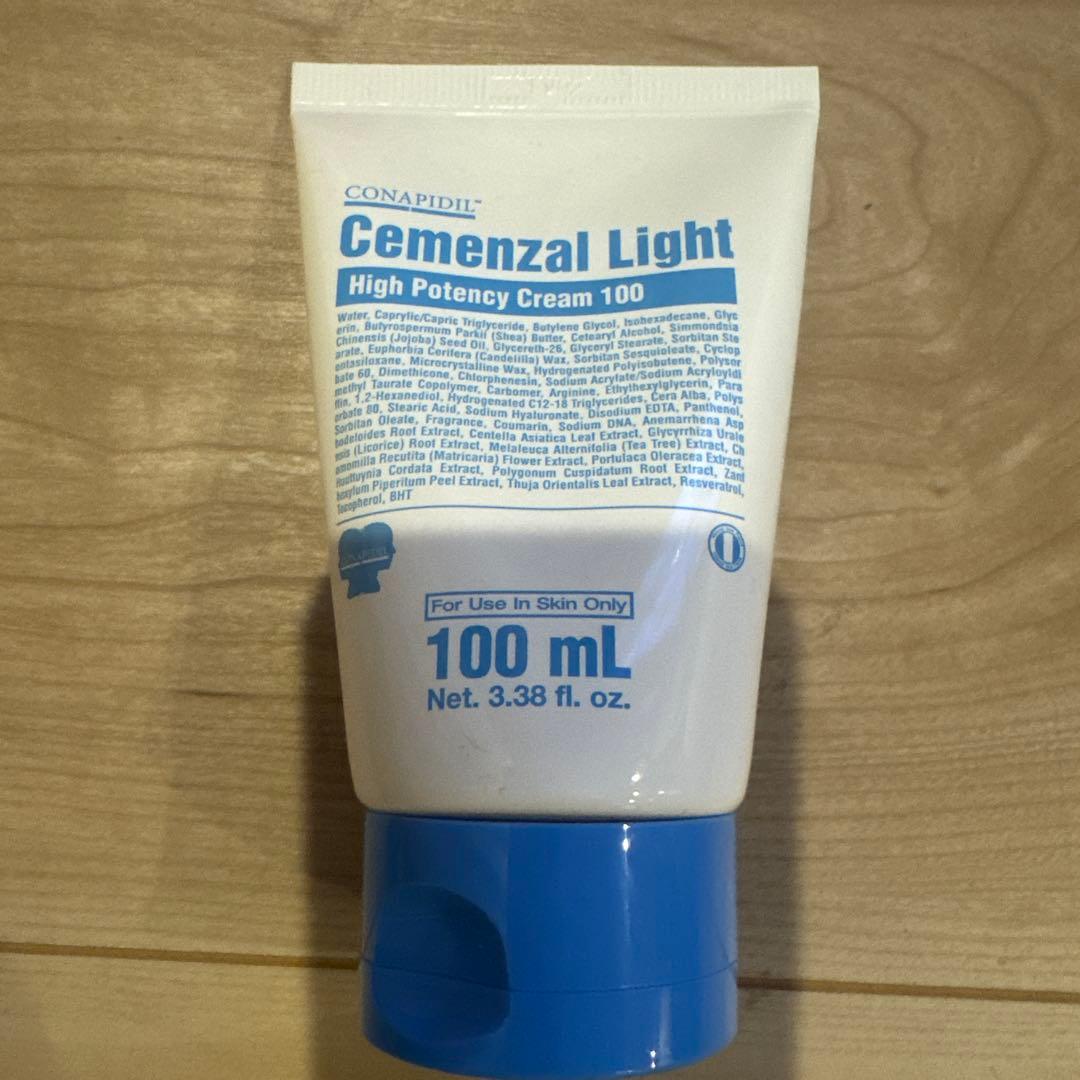 CONAPIDIL™
Cemenzal Light
High Potency Cream 100
Water, Caprylic/Capric Triglyceride, Butylene Glycol, Isohexadecane, Glyc
erin, Butyrospermum Parkii (Shea) Butter, Cetearyl Alcohol, Simmondsia
Chinensis (Jojoba) Seed Oil, Glycereth-26, Glyceryl Stearate, Sorbitan Ste
arate, Euphorbia Cerifera (Candelilla) Wax, Sorbitan Sesquioleate, Cyclop
entasiloxane, Microcrystalline Wax, Hydrogenated Polyisobutene, Polysor
bate 60, Dimethicone, Chlorphenesin, Sodium Acrylate/Sodium Acryloyldi
methyl Taurate Copolymer, Carbomer, Arginine, Ethylhexylglycerin, Para
ffin, 1,2-Hexanediol, Hydrogenated C12-18 Triglycerides, Cera Alba, Polys
orbate 80, Stearic Acid, Sodium Hyaluronate, Disodium EDTA, Panthenol,
Sorbitan Oleate, Fragrance, Coumarin, Sodium DNA, Anemarrhena Asp
hodeloides Root Extract, Centella Asiatica Leaf Extract, Glycyrrhiza Urale
nsis (Licorice) Root Extract, Melaleuca Alternifolia (Tea Tree) Extract, Ch
amomilla Recutita (Matricaria) Flower Extract, Portulaca Oleracea Extract,
Houttuynia Cordata Extract, Polygonum Cuspidatum Root Extract, Zant
hoxylum Piperitum Peel Extract, Thuja Orientalis Leaf Extract, Resveratrol,
Tocopherol, BHT
CONAPIDIL
For Use In Skin Only
100 mL
Net. 3.38 fl. oz.